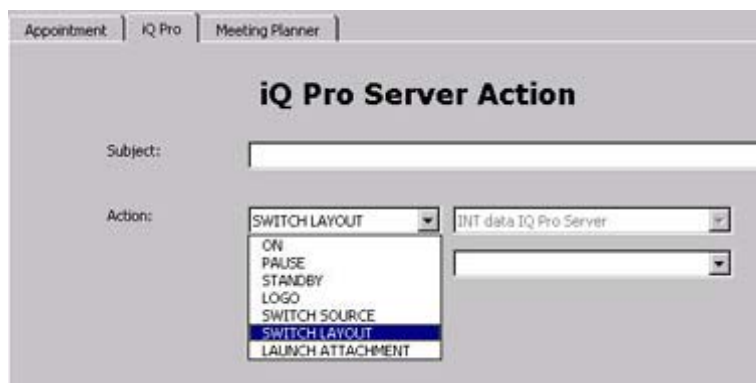 Appointment iQ Pro Meeting Planner
iQ Pro Server Action
Subject:
Action: SWITCH LAYOUT INT data IQ Pro Server
ON
PAUSE
STANDBY
LOGO
SWITCH SOURCE
SWITCH LAYOUT
LAUNCH ATTACHMENT